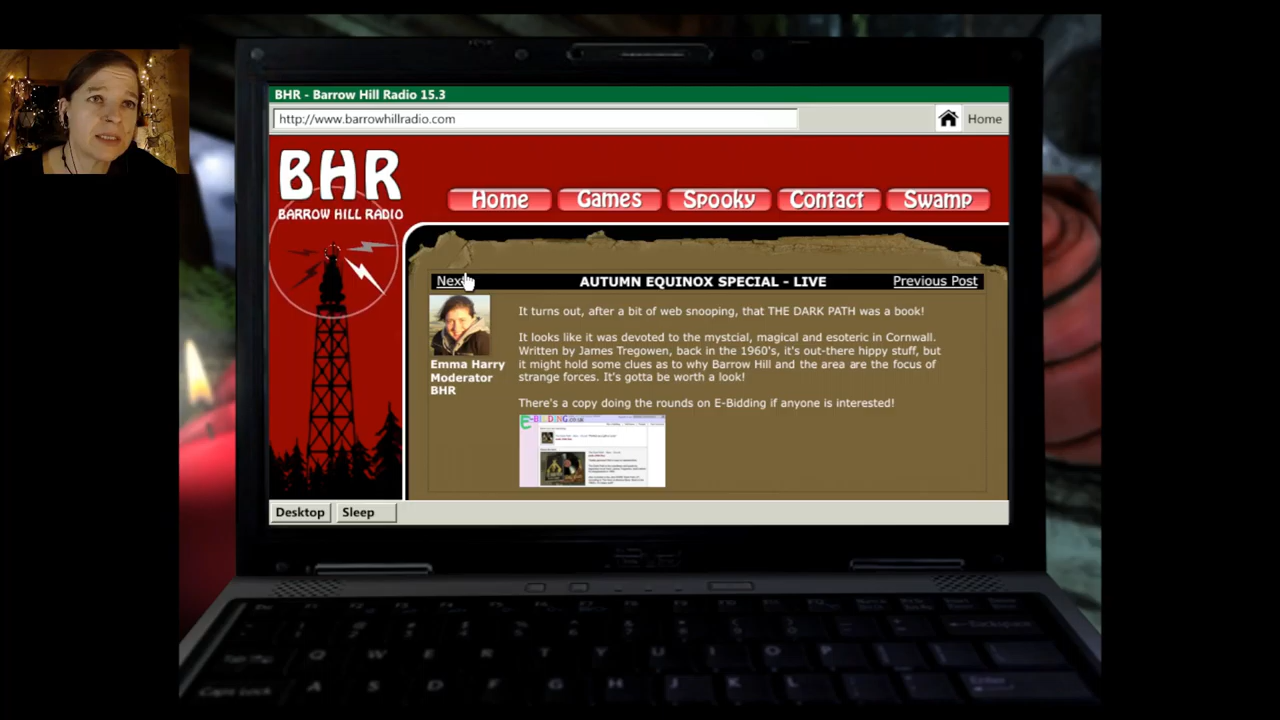 BHR - Barrow Hill Radio 15.3
http://www.barrowhillradio.com
Home
BHR
BARROW HILL RADIO
Home
Games
Spooky
Contact
Swamp
AUTUMN EQUINOX SPECIAL - LIVE
Previous Post
It turns out, after a bit of web snooping, that THE DARK PATH was a book!
It looks like it was devoted to the mystcial, magical and esoteric in Cornwall.
Written by James Tregowen, back in the 1960's, it's out-there hippy stuff, but
it might hold some clues as to why Barrow Hill and the area are the focus of
strange forces. It's gotta be worth a look!
There's a copy doing the rounds on E-Bidding if anyone is interested!
Emma Harry
Moderator
BHR
Desktop
Sleep